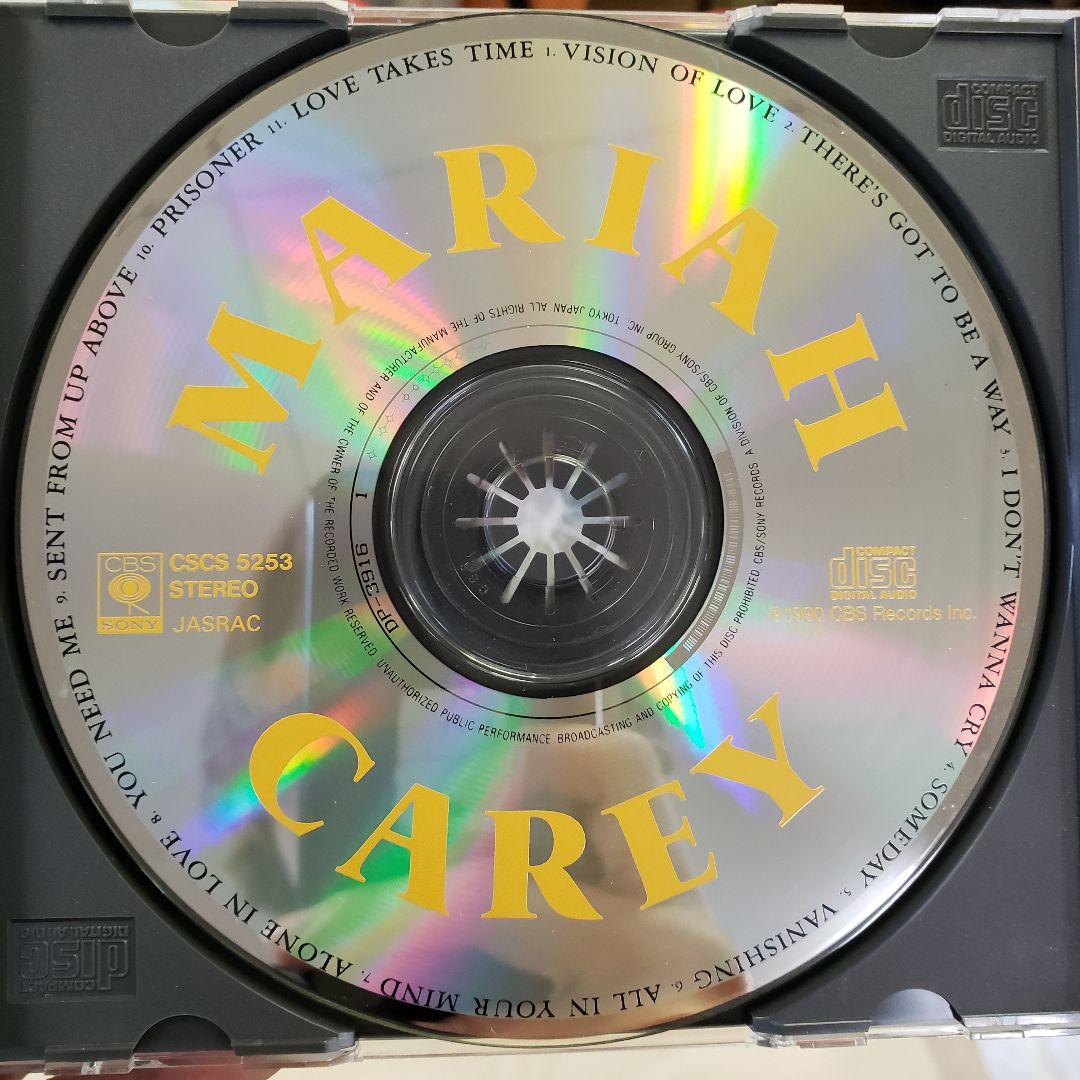 MARIAH
CAREY
1. VISION OF LOVE 2. THERE'S GOT TO BE A WAY 3. I DON'T WANNA CRY 4. SOMEDAY 5. VANISHING 6. ALL IN YOUR MIND 7. ALONE IN LOVE 8. YOU NEED ME 9. SENT FROM UP ABOVE 10. PRISONER 11. LOVE TAKES TIME
CBS
SONY
CSCS 5253
STEREO
JASRAC
COMPACT
disc
DIGITAL AUDIO
℗1990 CBS Records Inc.
CBS/SONY RECORDS A DIVISION OF CBS/SONY GROUP INC. TOKYO JAPAN ALL RIGHTS OF THE MANUFACTURER AND OF THE OWNER OF THE RECORDED WORK RESERVED. UNAUTHORIZED PUBLIC PERFORMANCE BROADCASTING AND COPYING OF THIS DISC PROHIBITED
DP-3916 1
COMPACT
disc
DIGITAL AUDIO
COMPACT
disc
DIGITAL AUDIO